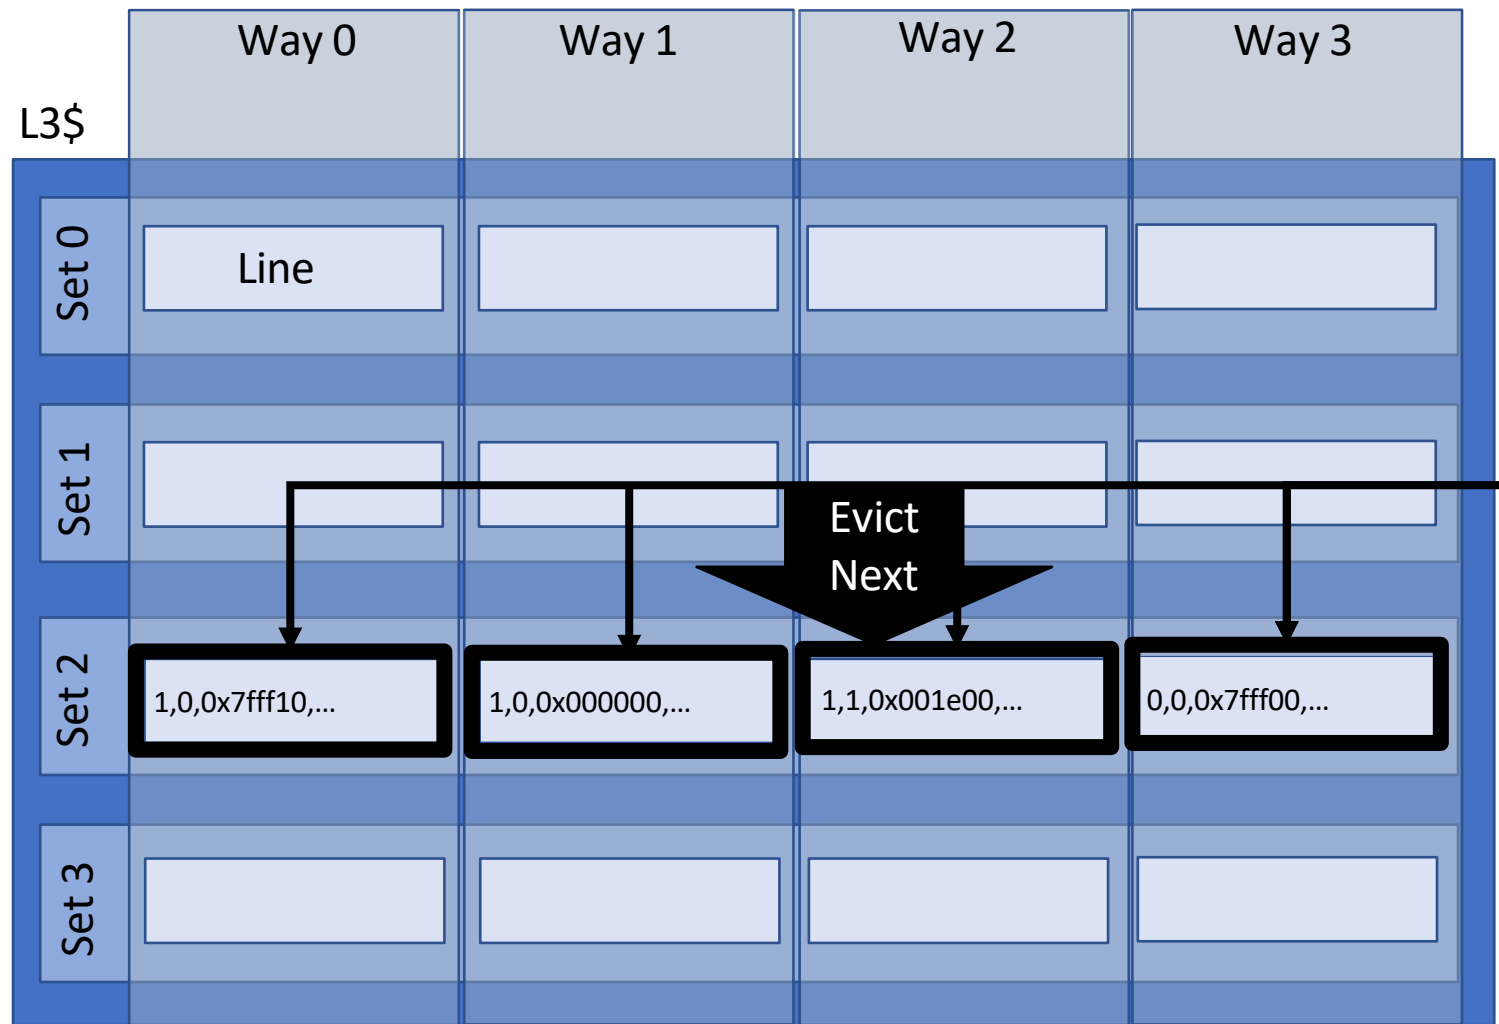 Way 0
Way 1
Way 2
Way 3
L3$
Set 0
Line
Set 1
Evict
Next
Set 2
1,0,0x7fff10,...
1,0,0x000000,...
1,1,0x001e00,...
0,0,0x7fff00,...
Set 3